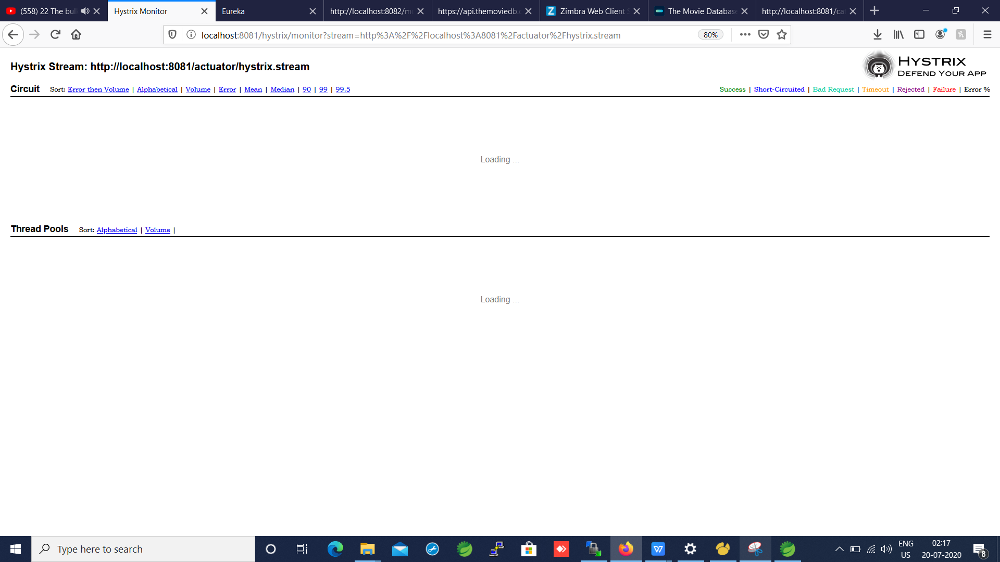 (558) 22 The bul
Hystrix Monitor
Eureka
http://localhost:8082/mo
https://api.themoviedb.o
Zimbra Web Client S
The Movie Database
http://localhost:8081/cat
localhost:8081/hystrix/monitor?stream=http%3A%2F%2Flocalhost%3A8081%2Factuator%2Fhystrix.stream
80%
Hystrix Stream: http://localhost:8081/actuator/hystrix.stream
HYSTRIX
DEFEND YOUR APP
Circuit Sort: Error then Volume | Alphabetical | Volume | Error | Mean | Median | 90 | 99 | 99.5
Success | Short-Circuited | Bad Request | Timeout | Rejected | Failure | Error %
Loading ...
Thread Pools Sort: Alphabetical | Volume |
Loading ...
Type here to search
ENG
US
02:17
20-07-2020
8